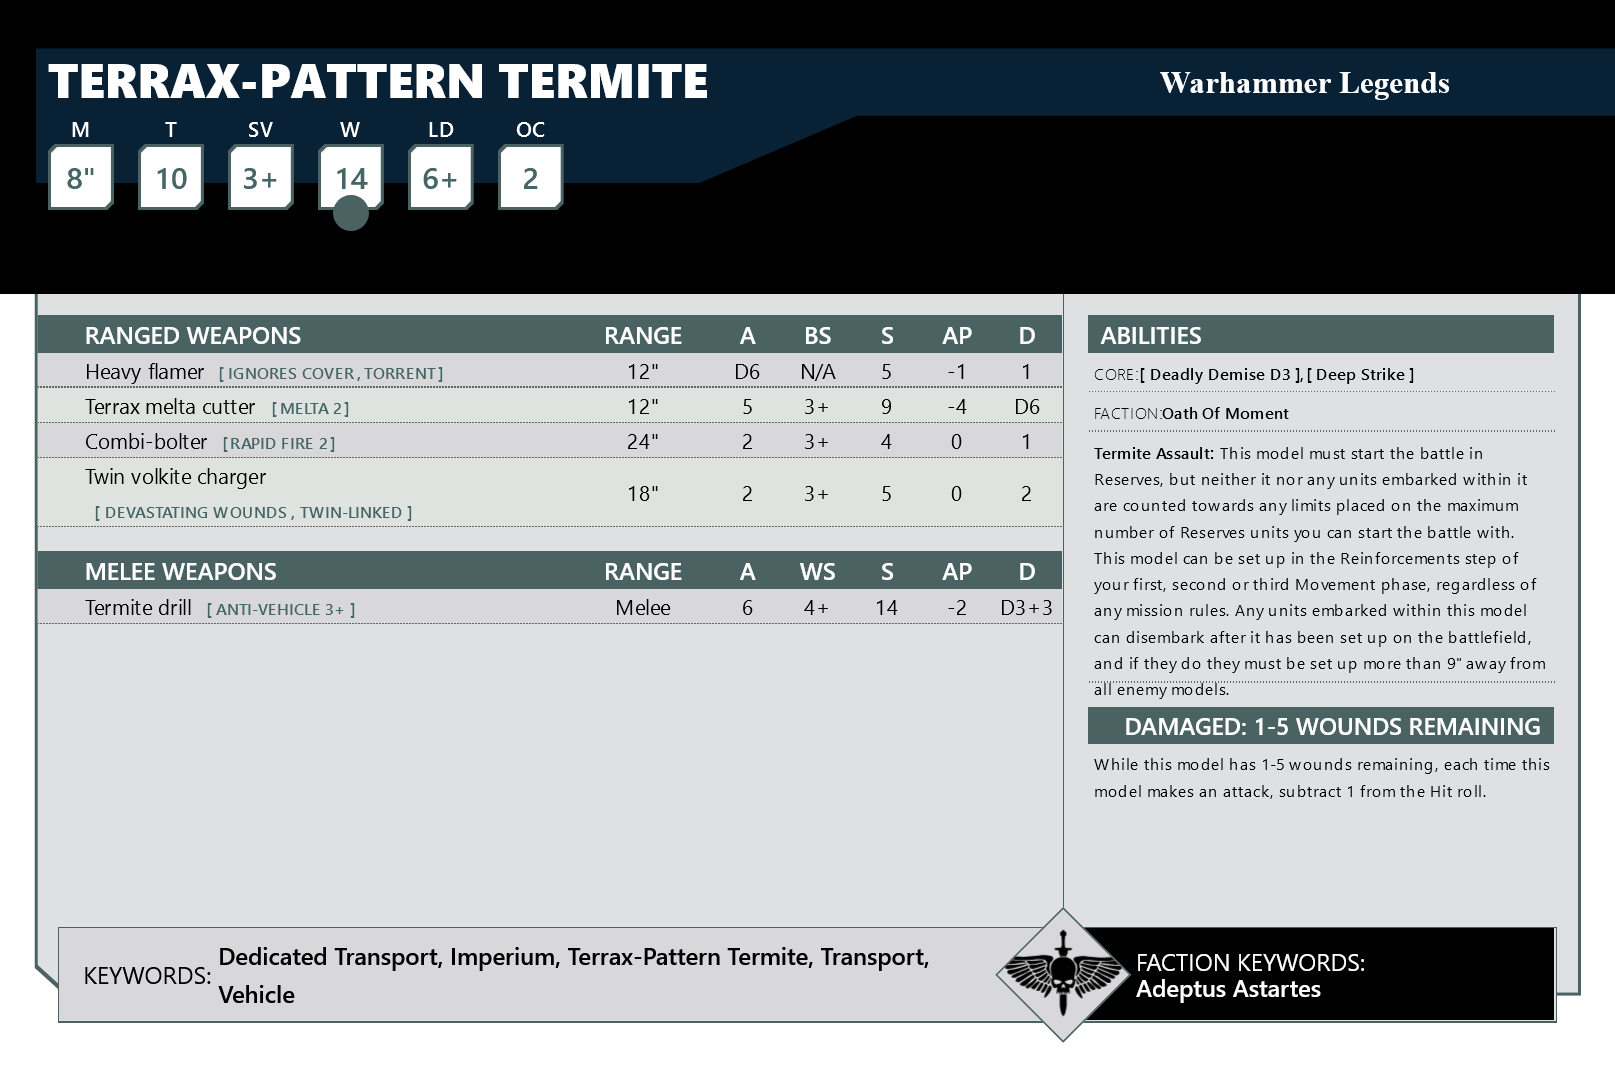 TERRAX-PATTERN TERMITE
Warhammer Legends
M T SV W LD OC
8" 10 3+ 14 6+ 2
RANGED WEAPONS RANGE A BS S AP D
Heavy flamer [ IGNORES COVER , TORRENT ] 12" D6 N/A 5 -1 1
Terrax melta cutter [ MELTA 2 ] 12" 5 3+ 9 -4 D6
Combi-bolter [ RAPID FIRE 2 ] 24" 2 3+ 4 0 1
Twin volkite charger
18" 2 3+ 5 0 2
[ DEVASTATING WOUNDS , TWIN-LINKED ]
MELEE WEAPONS RANGE A WS S AP D
Termite drill [ ANTI-VEHICLE 3+ ] Melee 6 4+ 14 -2 D3+3
ABILITIES
CORE:[ Deadly Demise D3 ], [ Deep Strike ]
FACTION:Oath Of Moment
Termite Assault: This model must start the battle in
Reserves, but neither it nor any units embarked within it
are counted towards any limits placed on the maximum
number of Reserves units you can start the battle with.
This model can be set up in the Reinforcements step of
your first, second or third Movement phase, regardless of
any mission rules. Any units embarked within this model
can disembark after it has been set up on the battlefield,
and if they do they must be set up more than 9" away from
all enemy models.
DAMAGED: 1-5 WOUNDS REMAINING
While this model has 1-5 wounds remaining, each time this
model makes an attack, subtract 1 from the Hit roll.
KEYWORDS:
Dedicated Transport, Imperium, Terrax-Pattern Termite, Transport,
Vehicle
FACTION KEYWORDS:
Adeptus Astartes